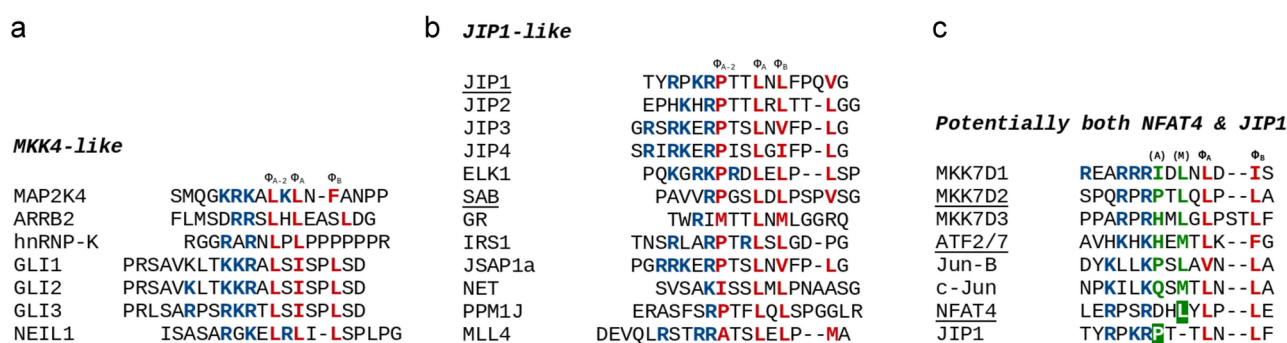 a
MKK4-like
ΦA-2 ΦA ΦB
MAP2K4 SMQGKRKALKLN-FANPP
ARRB2 FLMSDRRSLHLEASLDG
hnRNP-K RGGRARNLPLPPPPPPR
GLI1 PRSAVKLTKKRALSISPLSD
GLI2 PRSAVKLTKKRALSISPLSD
GLI3 PRLSARPSRKRTLSISPLSD
NEIL1 ISASARGKELRLI-LSPLPG
b
JIP1-like
ΦA-2 ΦA ΦB
JIP1 TYRPKRPTTLNLFPQVG
JIP2 EPHKHRPTTLRLTT-LGG
JIP3 GRSRKERPTSLNVFP-LG
JIP4 SRIRKERPISLGIFP-LG
ELK1 PQKGRKPRDLELP--LSP
SAB PAVVRPGSLDLPSPVSG
GR TWRIMTTLNMLGGRQ
IRS1 TNSRLARPTRLSLGD-PG
JSAP1a PGRRKERPTSLNVFP-LG
NET SVSAKISSLMLPNAASG
PPM1J ERASFSRPTFLQLSPGGLR
MLL4 DEVQLRSTRRATSLELP--MA
c
Potentially both NFAT4 & JIP1
(A) (M) ΦA ΦB
MKK7D1 REARRRIDLNLD--IS
MKK7D2 SPQRPRPTLQLP--LA
MKK7D3 PPARPRHMLGLPSTLF
ATF2/7 AVHKHKHEMTLK--FG
Jun-B DYKLLKPSLAVN--LA
c-Jun NPKILKQSMTLN--LA
NFAT4 LERPSRDHLYLP--LE
JIP1 TYRPKRPT-TLN--LF